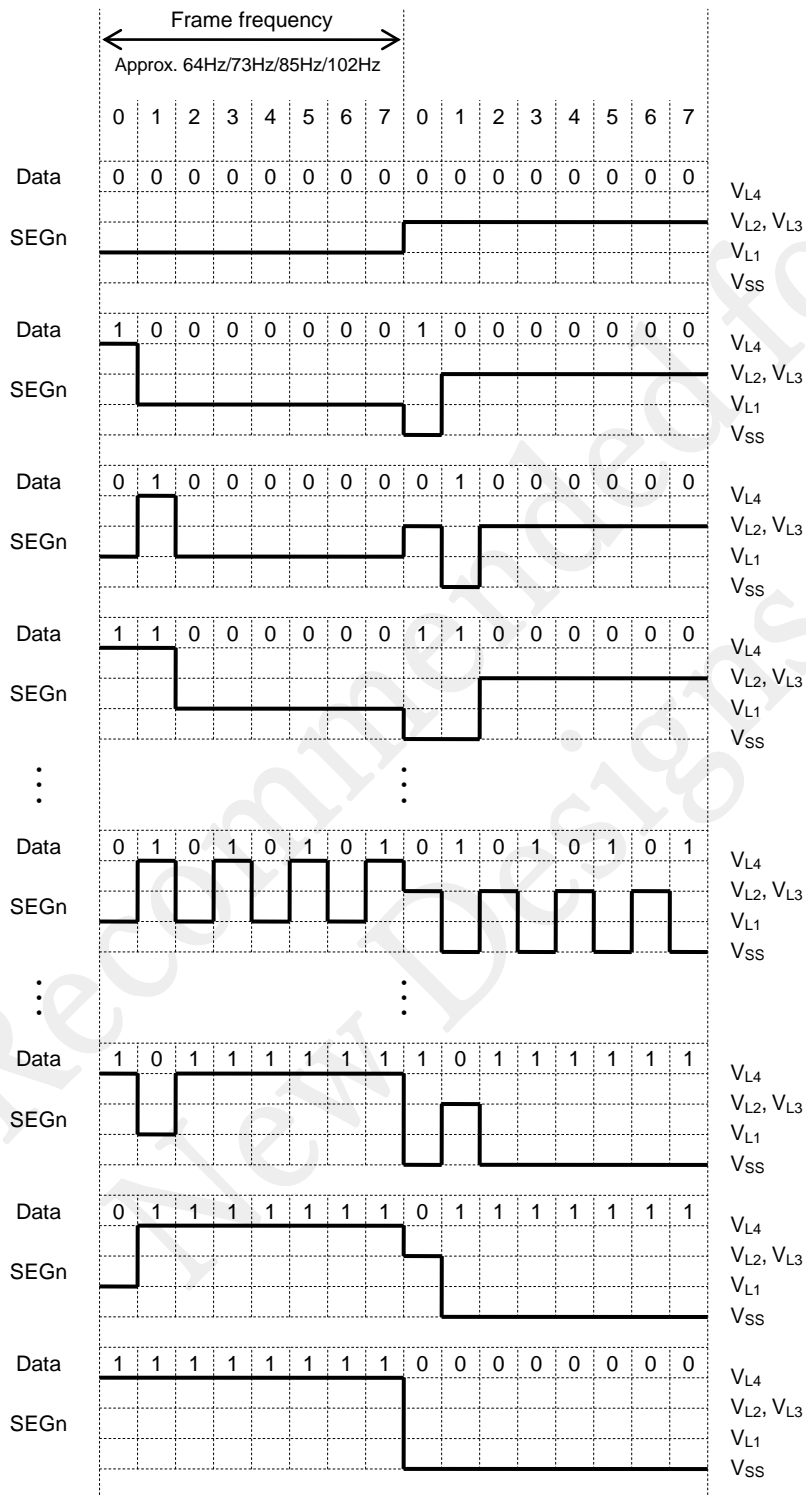 Frame frequency
Approx. 64Hz/73Hz/85Hz/102Hz
0 1 2 3 4 5 6 7 0 1 2 3 4 5 6 7
Data 0 0 0 0 0 0 0 0 0 0 0 0 0 0 0 0
VL4
VL2, VL3
SEGn
VL1
VSS
Data 1 0 0 0 0 0 0 0 1 0 0 0 0 0 0 0
VL4
VL2, VL3
SEGn
VL1
VSS
Data 0 1 0 0 0 0 0 0 0 1 0 0 0 0 0 0
VL4
VL2, VL3
SEGn
VL1
VSS
Data 1 1 0 0 0 0 0 0 1 1 0 0 0 0 0 0
VL4
VL2, VL3
SEGn
VL1
VSS
Data 0 1 0 1 0 1 0 1 0 1 0 1 0 1 0 1
VL4
VL2, VL3
SEGn
VL1
VSS
Data 1 0 1 1 1 1 1 1 1 0 1 1 1 1 1 1
VL4
VL2, VL3
SEGn
VL1
VSS
Data 0 1 1 1 1 1 1 1 0 1 1 1 1 1 1 1
VL4
VL2, VL3
SEGn
VL1
VSS
Data 1 1 1 1 1 1 1 1 0 0 0 0 0 0 0 0
VL4
VL2, VL3
SEGn
VL1
VSS
Recommended fo
New Designs